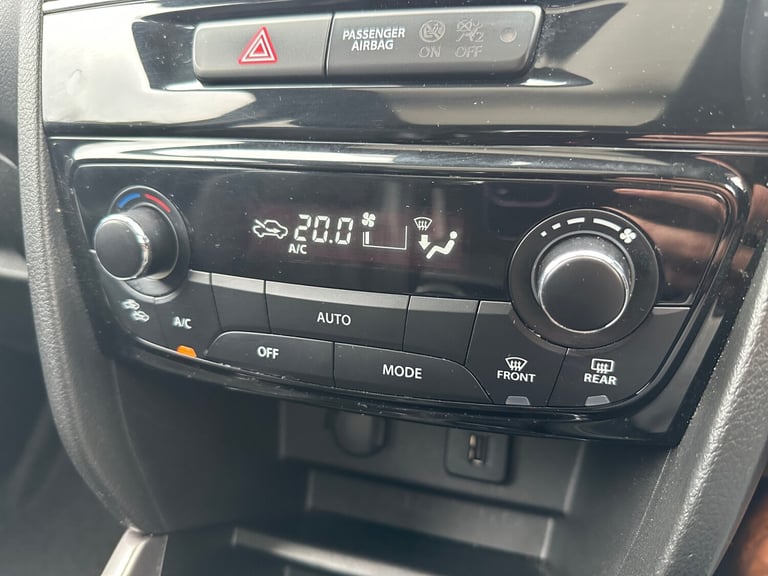 PASSENGER
AIRBAG
ON OFF
20.0
A/C
A/C
AUTO
OFF
MODE
FRONT
REAR